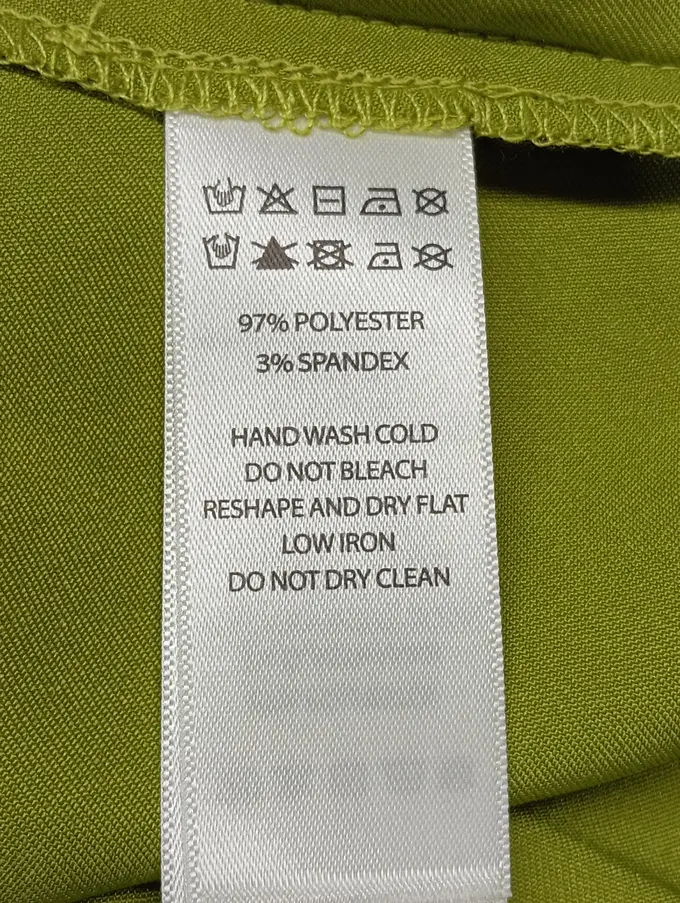 97% POLYESTER
3% SPANDEX
HAND WASH COLD
DO NOT BLEACH
RESHAPE AND DRY FLAT
LOW IRON
DO NOT DRY CLEAN